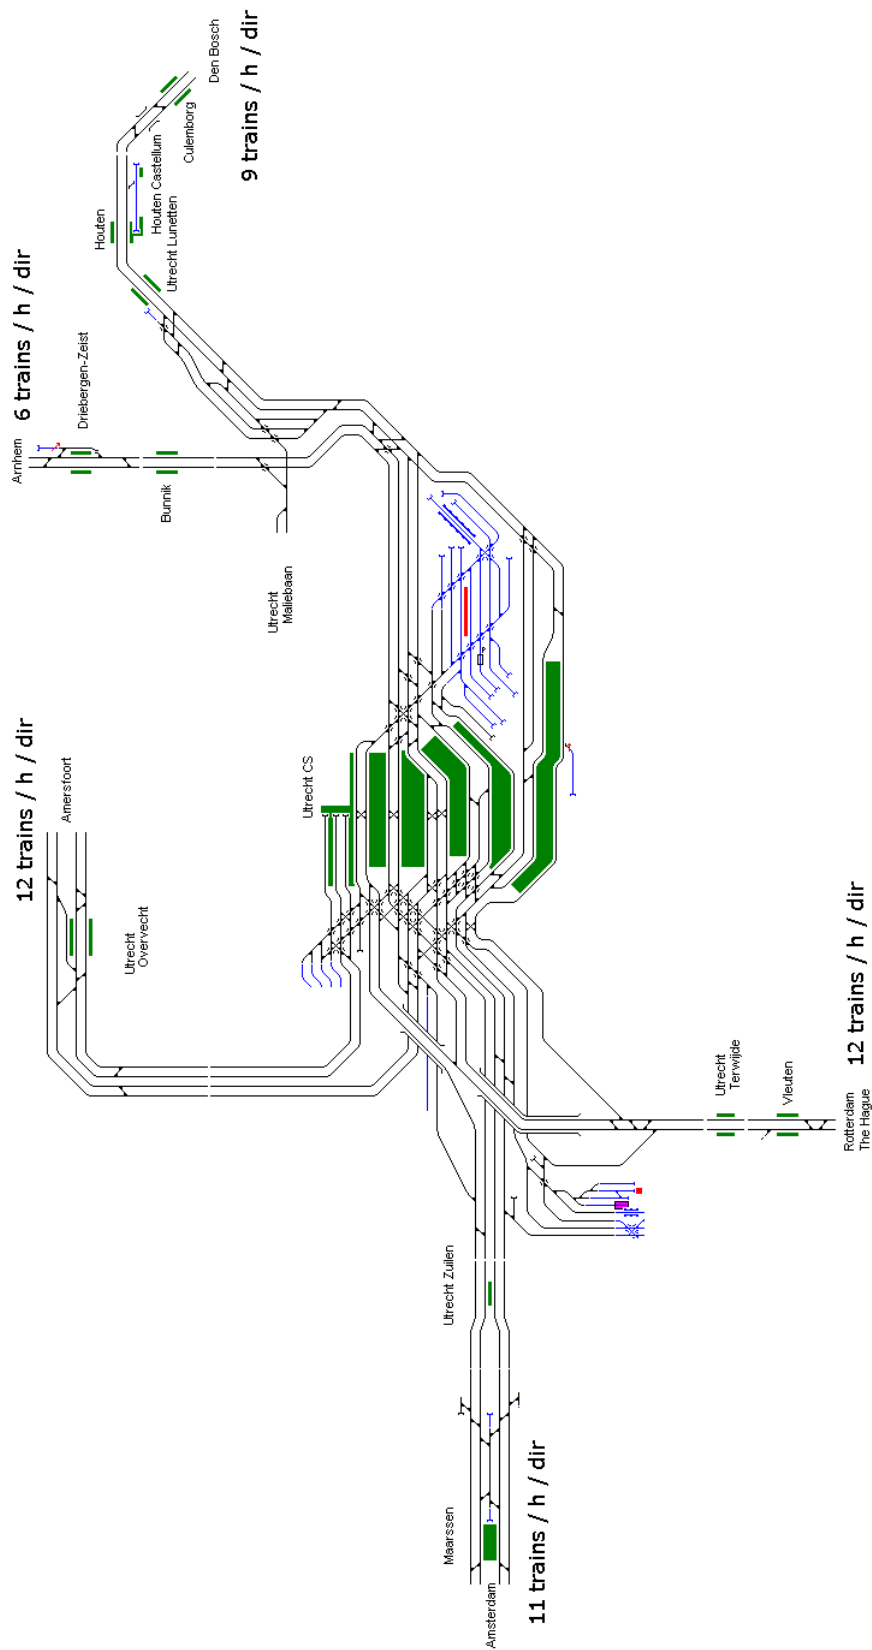 Den Bosch
9 trains / h / dir
Culemborg
Houten Castellum
Houten
Utrecht Lunetten
6 trains / h / dir
Driebergen-Zeist
Arnhem
Bunnik
Utrecht
Maliebaan
12 trains / h / dir
Amersfoort
Utrecht CS
Utrecht
Overvecht
12 trains / h / dir
Utrecht
Terwijde
Vleuten
Rotterdam
The Hague
Utrecht Zuilen
Maarssen
11 trains / h / dir
Amsterdam